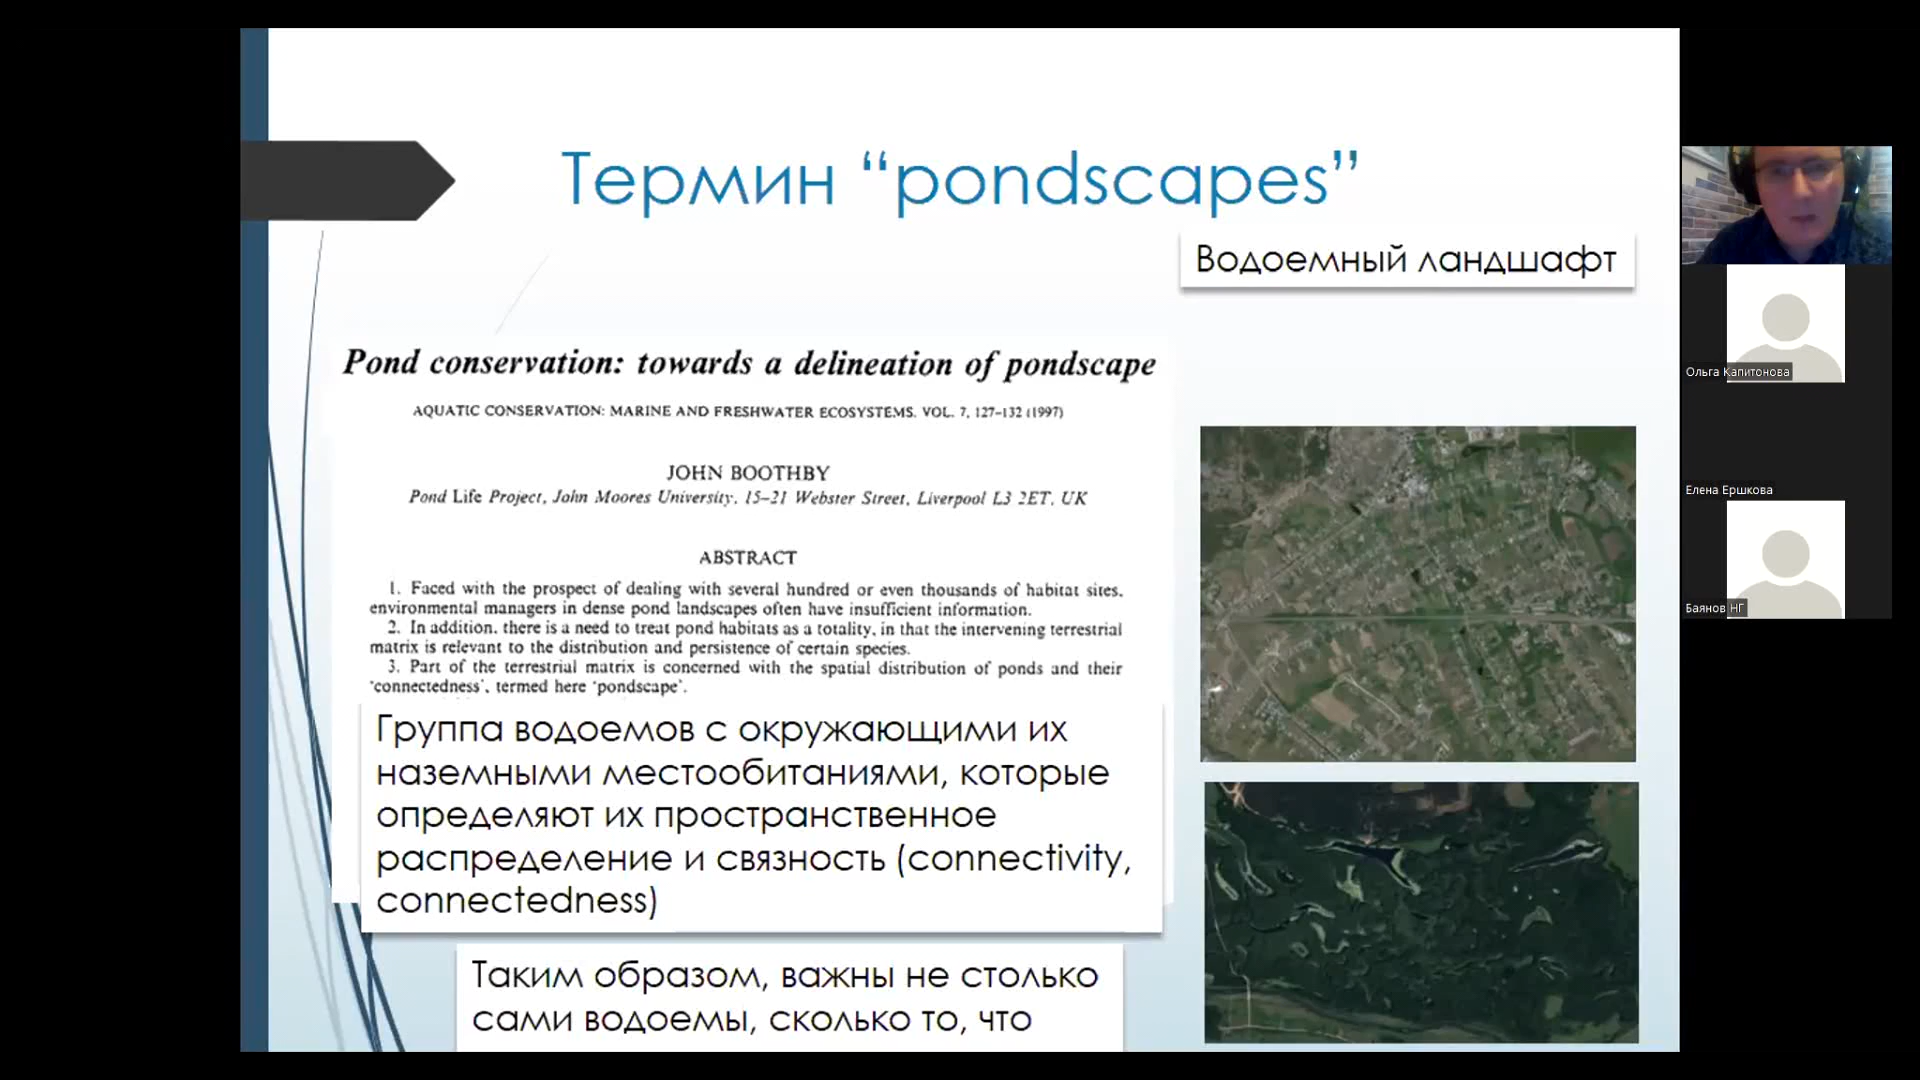 Термин “pondscapes”
Водоемный ландшафт
Pond conservation: towards a delineation of pondscape
AQUATIC CONSERVATION: MARINE AND FRESHWATER ECOSYSTEMS. VOL. 7, 127–132 (1997)
JOHN BOOTHBY
Pond Life Project, John Moores University, 15–21 Webster Street, Liverpool L3 2ET, UK
ABSTRACT
1. Faced with the prospect of dealing with several hundred or even thousands of habitat sites,
environmental managers in dense pond landscapes often have insufficient information.
2. In addition, there is a need to treat pond habitats as a totality, in that the intervening terrestrial
matrix is relevant to the distribution and persistence of certain species.
3. Part of the terrestrial matrix is concerned with the spatial distribution of ponds and their
‘connectedness’, termed here ‘pondscape’.
Группа водоемов с окружающими их
наземными местообитаниями, которые
определяют их пространственное
распределение и связность (connectivity,
connectedness)
Таким образом, важны не столько
сами водоемы, сколько то, что
Ольга Капитонова
Елена Ершкова
Баянов НГ